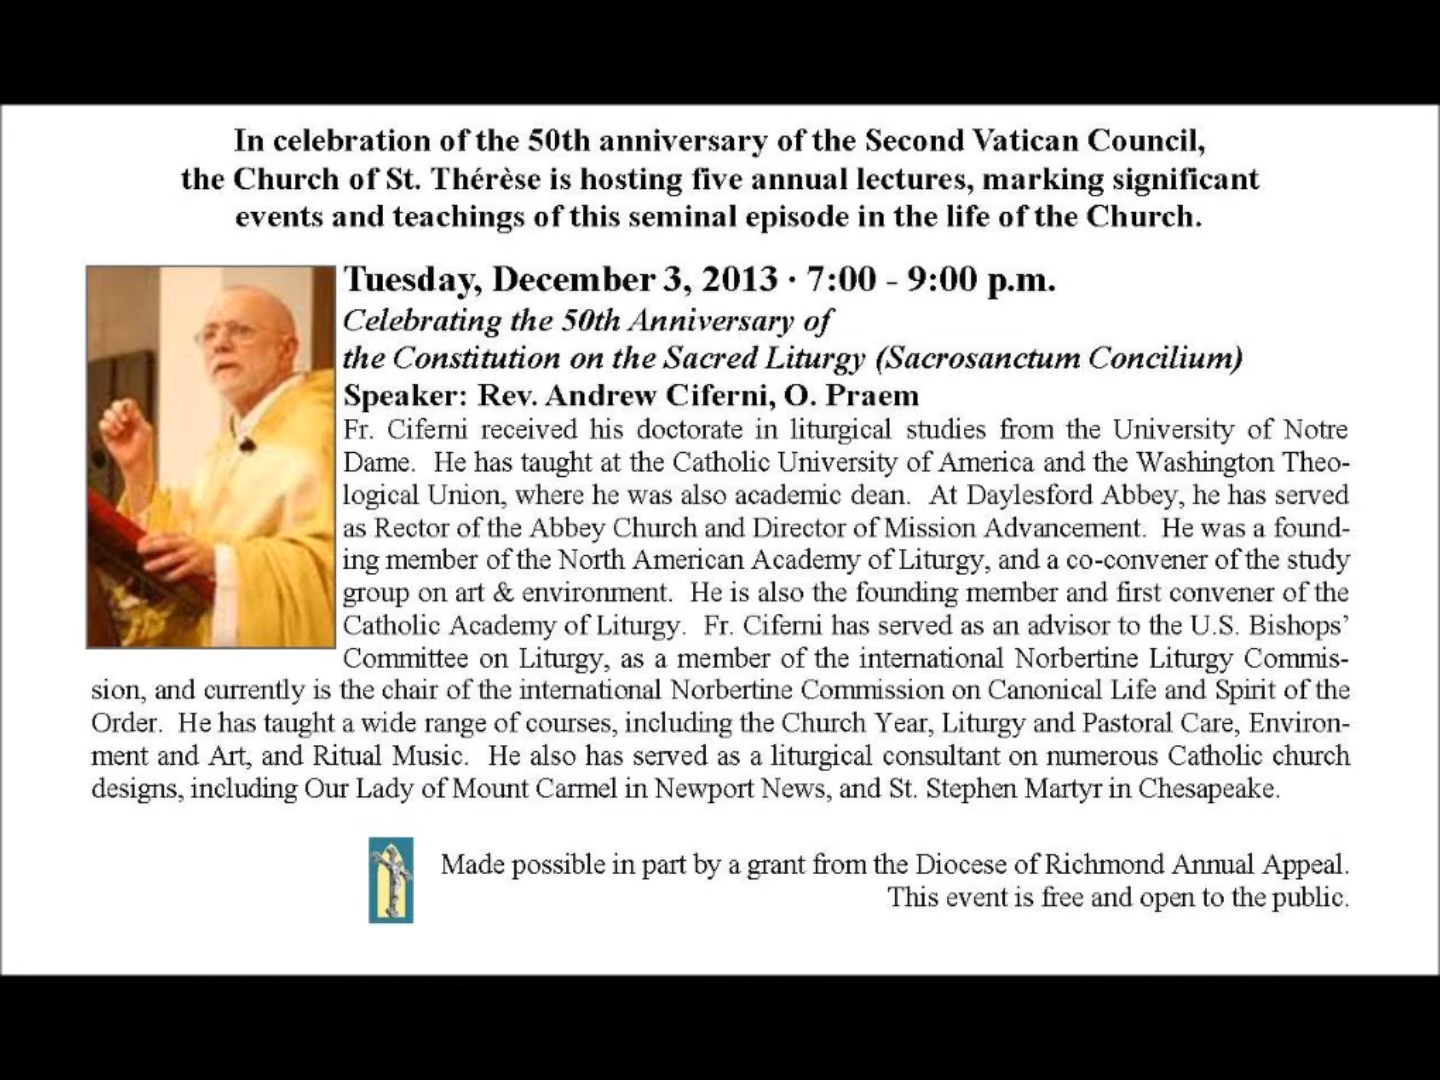 In celebration of the 50th anniversary of the Second Vatican Council,
the Church of St. Thérèse is hosting five annual lectures, marking significant
events and teachings of this seminal episode in the life of the Church.
Tuesday, December 3, 2013 · 7:00 - 9:00 p.m.
Celebrating the 50th Anniversary of
the Constitution on the Sacred Liturgy (Sacrosanctum Concilium)
Speaker: Rev. Andrew Ciferni, O. Praem
Fr. Ciferni received his doctorate in liturgical studies from the University of Notre
Dame. He has taught at the Catholic University of America and the Washington Theo-
logical Union, where he was also academic dean. At Daylesford Abbey, he has served
as Rector of the Abbey Church and Director of Mission Advancement. He was a found-
ing member of the North American Academy of Liturgy, and a co-convener of the study
group on art & environment. He is also the founding member and first convener of the
Catholic Academy of Liturgy. Fr. Ciferni has served as an advisor to the U.S. Bishops’
Committee on Liturgy, as a member of the international Norbertine Liturgy Commis-
sion, and currently is the chair of the international Norbertine Commission on Canonical Life and Spirit of the
Order. He has taught a wide range of courses, including the Church Year, Liturgy and Pastoral Care, Environ-
ment and Art, and Ritual Music. He also has served as a liturgical consultant on numerous Catholic church
designs, including Our Lady of Mount Carmel in Newport News, and St. Stephen Martyr in Chesapeake.
Made possible in part by a grant from the Diocese of Richmond Annual Appeal.
This event is free and open to the public.